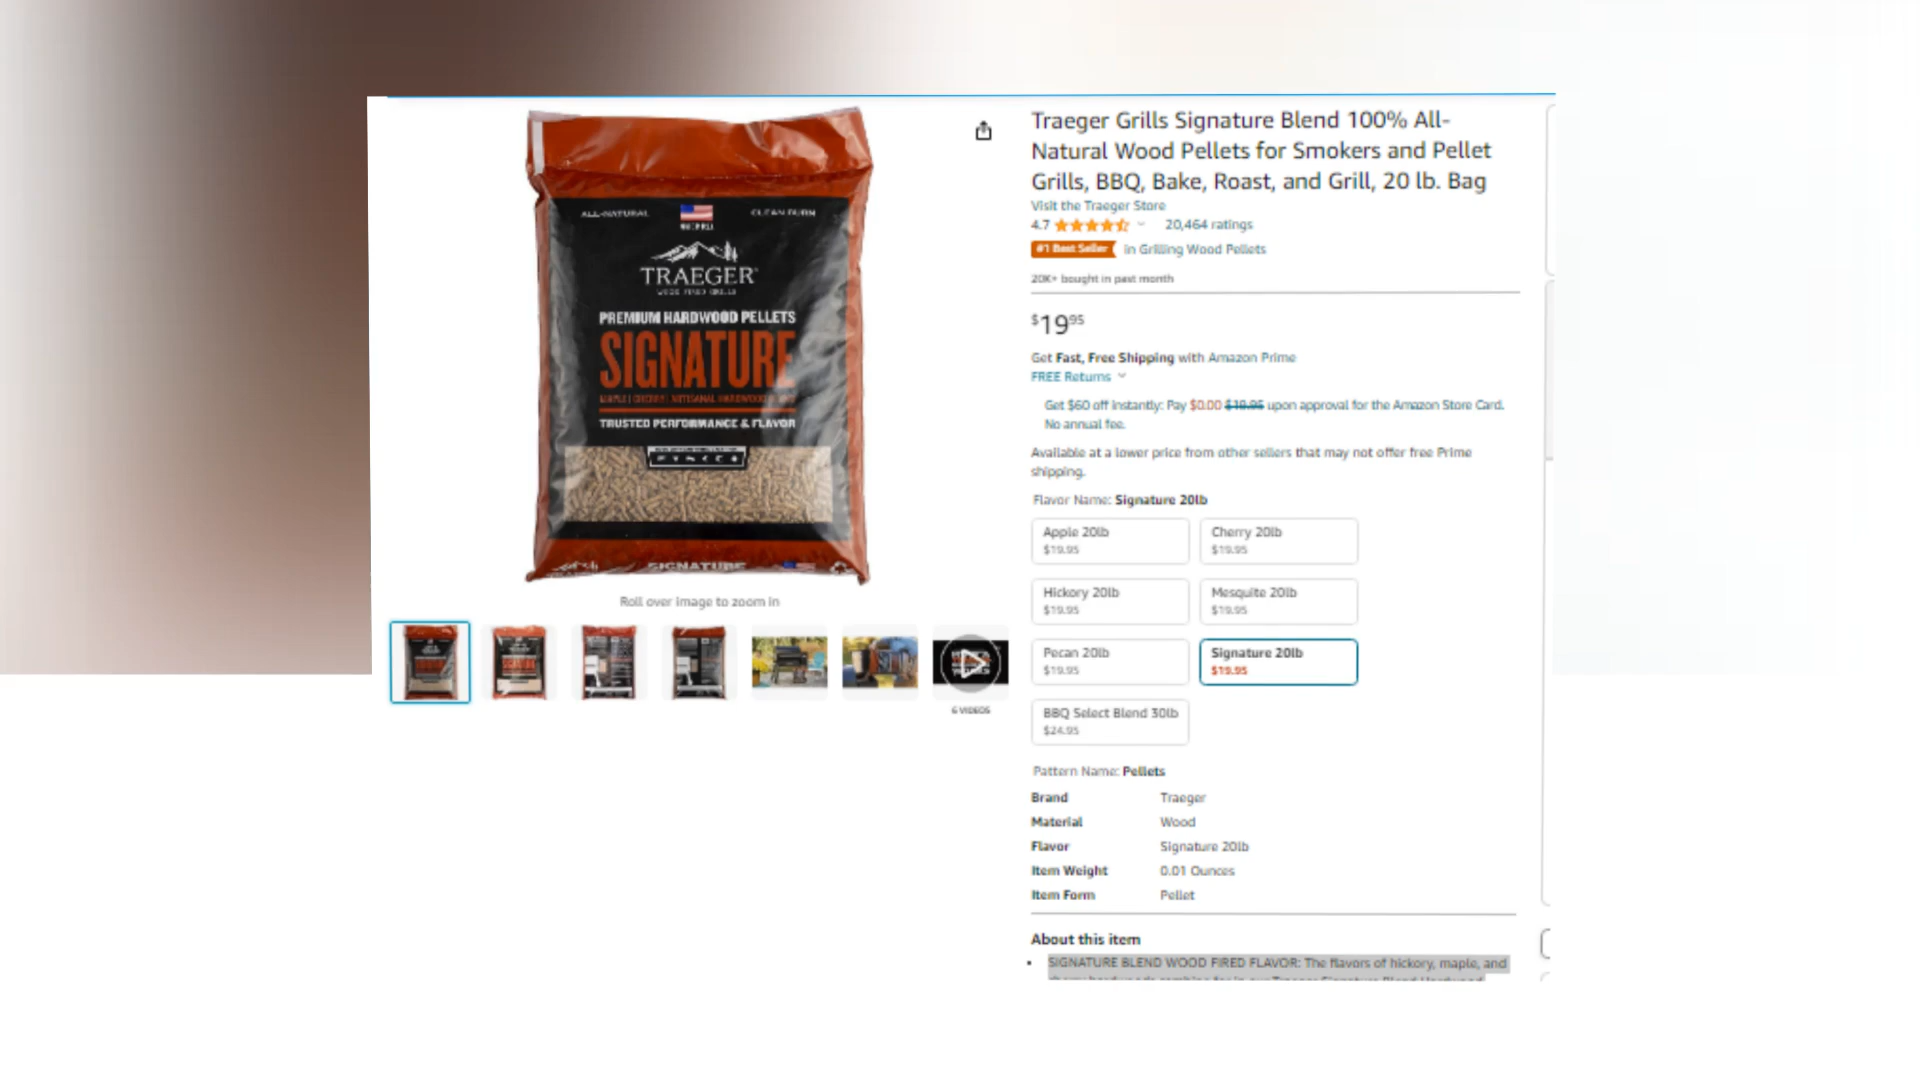 ALL-NATURAL
CLEAN BURN
TRAEGER
WOOD FIRED GRILLS
PREMIUM HARDWOOD PELLETS
SIGNATURE
TRUSTED PERFORMANCE & FLAVOR
SIGNATURE
Roll over image to zoom in
6 VIDEOS
Traeger Grills Signature Blend 100% All-
Natural Wood Pellets for Smokers and Pellet
Grills, BBQ, Bake, Roast, and Grill, 20 lb. Bag
Visit the Traeger Store
4.7 20,464 ratings
#1 Best Seller in Grilling Wood Pellets
20K+ bought in past month
$19.95
Get Fast, Free Shipping with Amazon Prime
FREE Returns
Get $60 off instantly: Pay $0.00 $19.95 upon approval for the Amazon Store Card.
No annual fee.
Available at a lower price from other sellers that may not offer free Prime
shipping.
Flavor Name: Signature 20lb
Apple 20lb
$19.95
Cherry 20lb
$19.95
Hickory 20lb
$19.95
Mesquite 20lb
$19.95
Pecan 20lb
$19.95
Signature 20lb
$19.95
BBQ Select Blend 30lb
$24.95
Pattern Name: Pellets
Brand Traeger
Material Wood
Flavor Signature 20lb
Item Weight 0.01 Ounces
Item Form Pellet
About this item
SIGNATURE BLEND WOOD FIRED FLAVOR: The flavors of hickory, maple, and